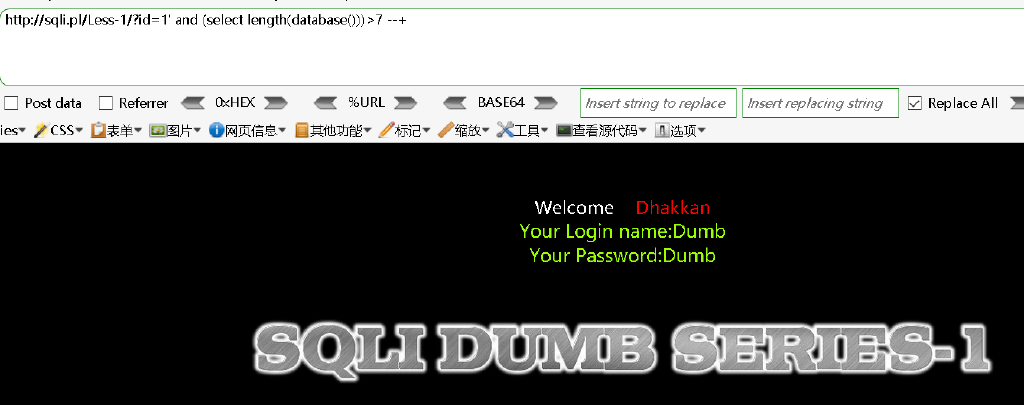 http://sqli.pl/Less-1/?id=1' and (select length(database()))>7 --+
Post data Referrer 0xHEX %URL BASE64 Insert string to replace Insert replacing string Replace All
ies▾ CSS▾ 表单▾ 图片▾ 网页信息▾ 其他功能▾ 标记▾ 缩放▾ 工具▾ 查看源代码▾ 选项▾
Welcome Dhakkan
Your Login name:Dumb
Your Password:Dumb
SQLI DUMB SERIES-1